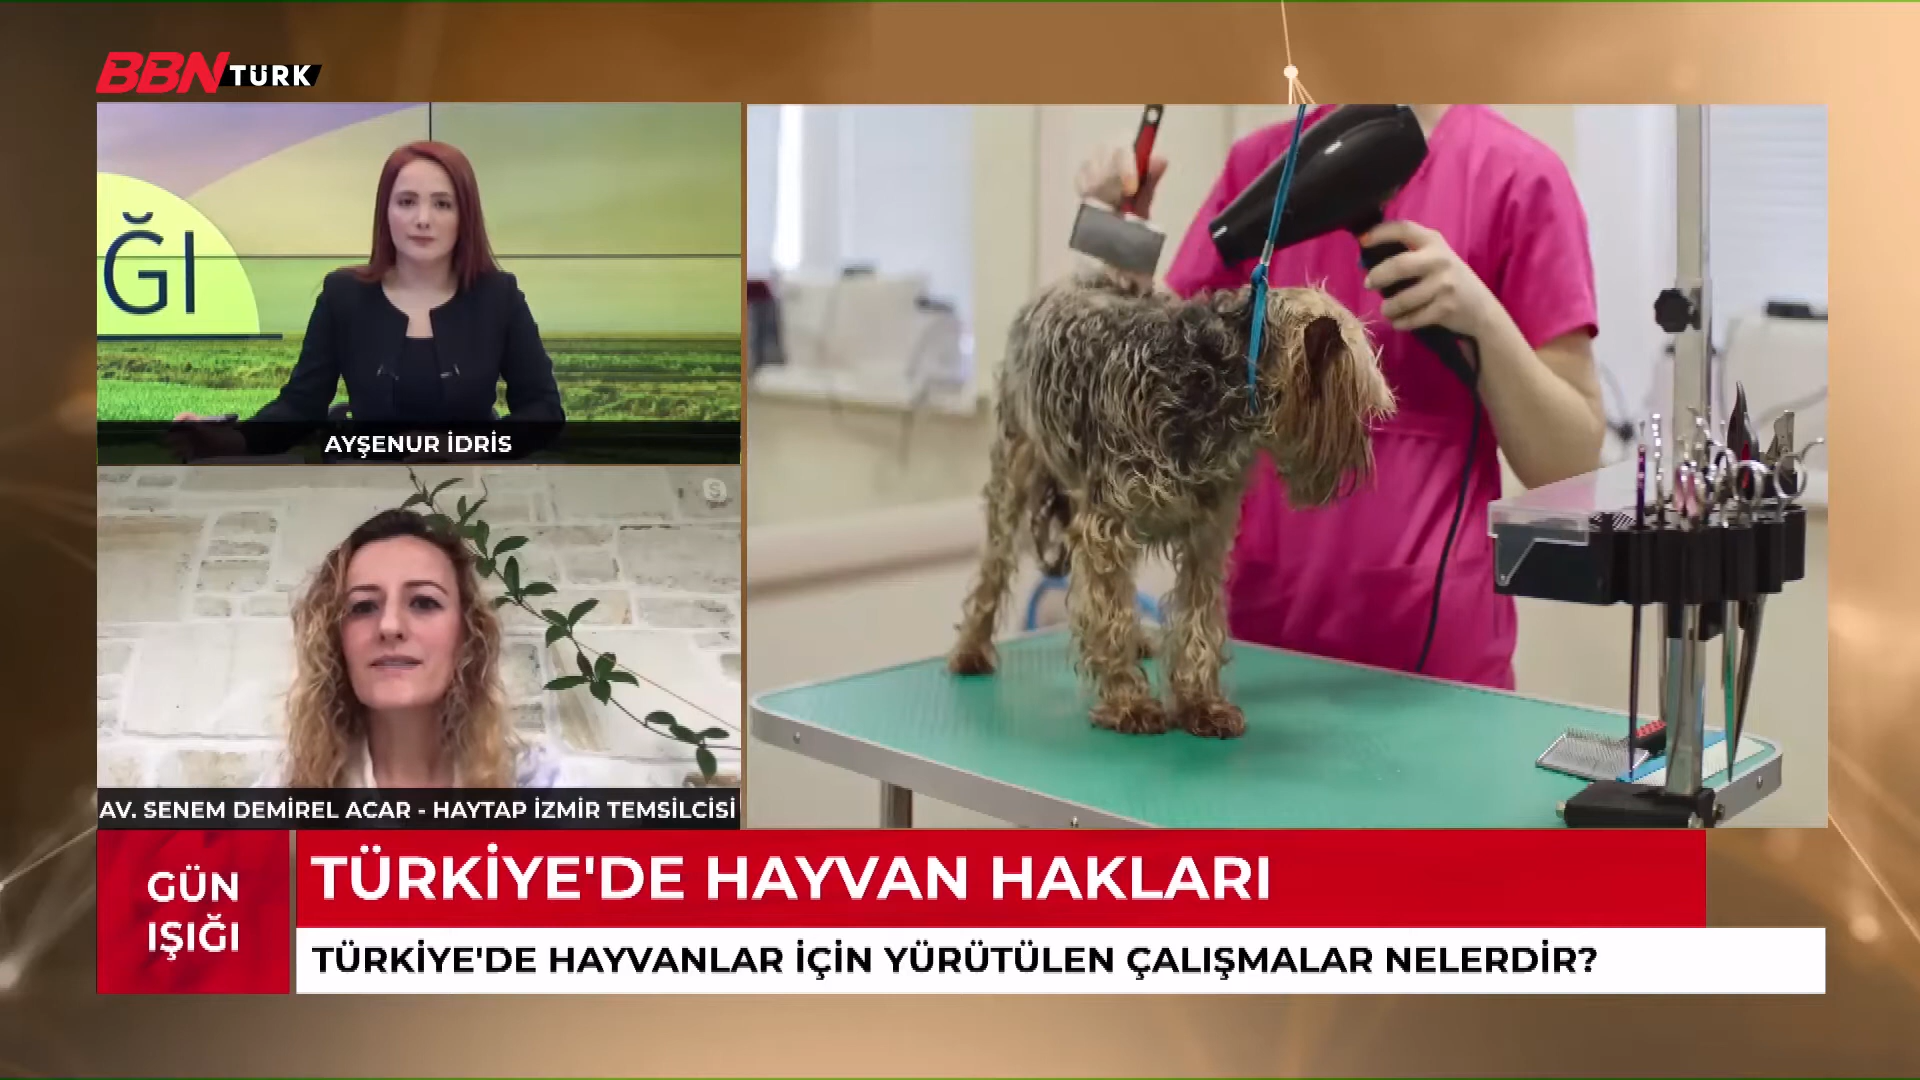 BBN TÜRK
ĞI
AYŞENUR İDRİS
AV. SENEM DEMİREL ACAR - HAYTAP İZMİR TEMSİLCİSİ
GÜN
IŞIĞI
TÜRKİYE'DE HAYVAN HAKLARI
TÜRKİYE'DE HAYVANLAR İÇİN YÜRÜTÜLEN ÇALIŞMALAR NELERDİR?